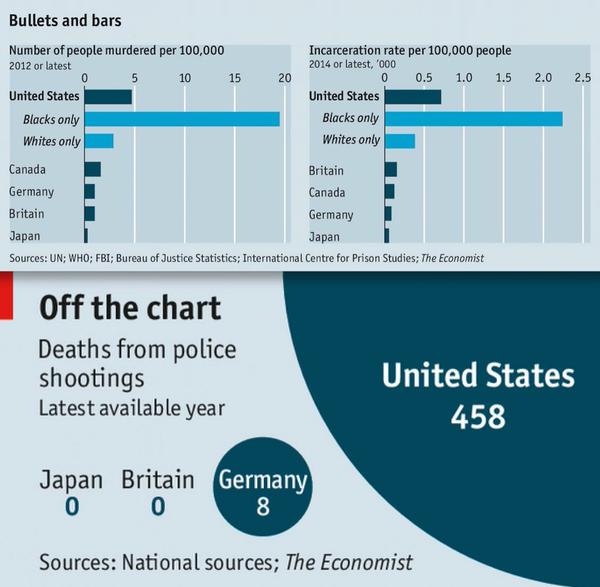 Bullets and bars
Number of people murdered per 100,000
2012 or latest
0 5 10 15 20
United States
Blacks only
Whites only
Canada
Germany
Britain
Japan
Incarceration rate per 100,000 people
2014 or latest, '000
0 0.5 1.0 1.5 2.0 2.5
United States
Blacks only
Whites only
Britain
Canada
Germany
Japan
Sources: UN; WHO; FBI; Bureau of Justice Statistics; International Centre for Prison Studies; The Economist
Off the chart
Deaths from police
shootings
Latest available year
Japan
0
Britain
0
Germany
8
United States
458
Sources: National sources; The Economist